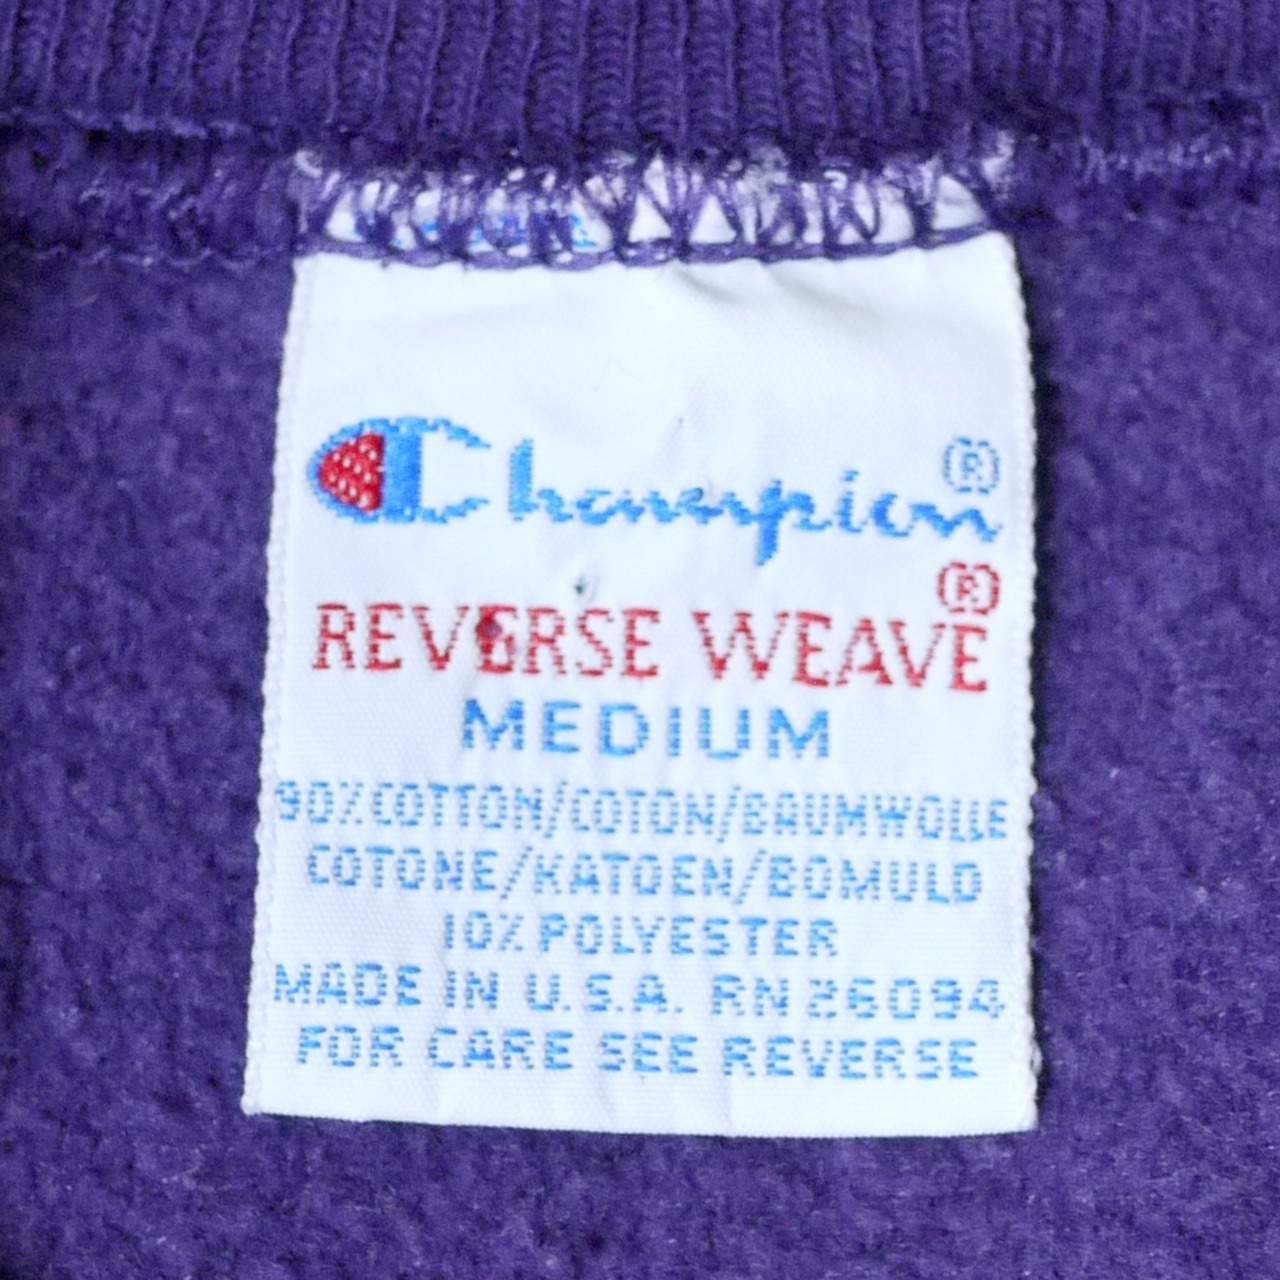 Champion®
REVERSE WEAVE®
MEDIUM
90% COTTON/COTON/BAUMWOLLE
COTONE/KATOEN/BOMULD
10% POLYESTER
MADE IN U.S.A. RN 26094
FOR CARE SEE REVERSE